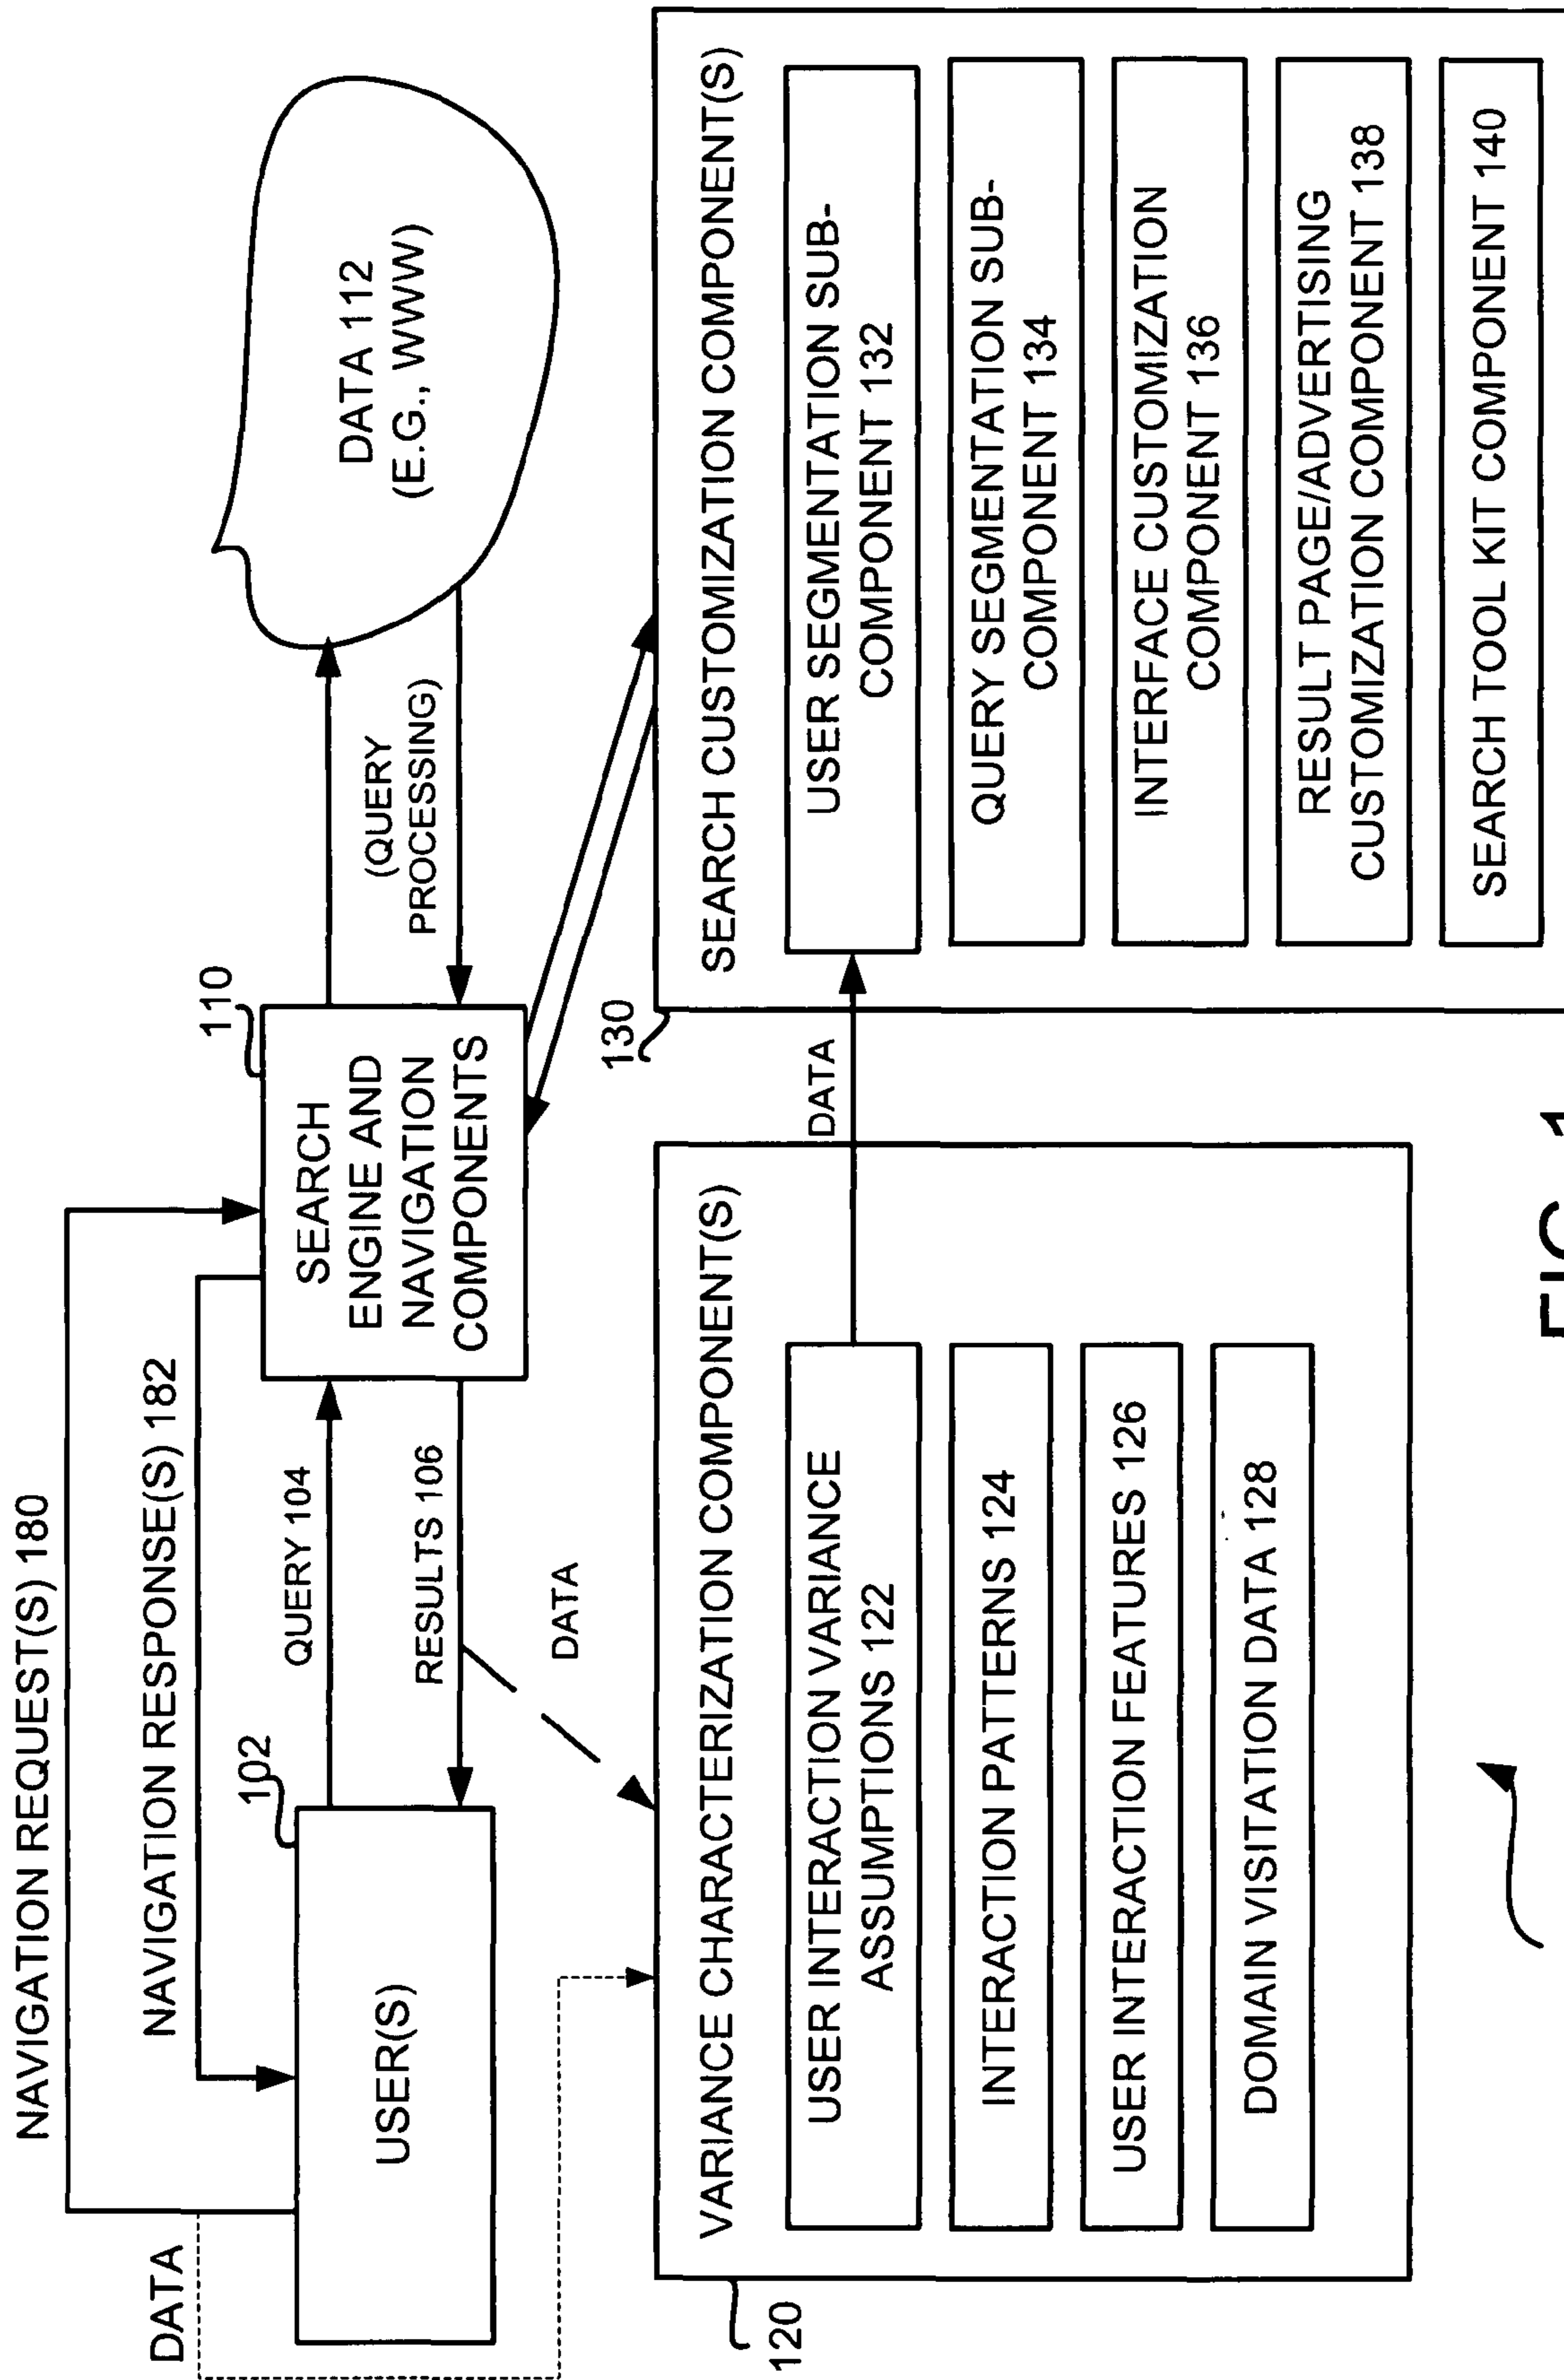 NAVIGATION REQUEST(S) 180
NAVIGATION RESPONSE(S) 182
DATA
102
USER(S)
QUERY 104
RESULTS 106
DATA
110
SEARCH
ENGINE AND
NAVIGATION
COMPONENTS
(QUERY
PROCESSING)
DATA 112
(E.G., WWW)
120
VARIANCE CHARACTERIZATION COMPONENT(S)
USER INTERACTION VARIANCE
ASSUMPTIONS 122
INTERACTION PATTERNS 124
USER INTERACTION FEATURES 126
DOMAIN VISITATION DATA 128
DATA
130
SEARCH CUSTOMIZATION COMPONENT(S)
USER SEGMENTATION SUB-
COMPONENT 132
QUERY SEGMENTATION SUB-
COMPONENT 134
INTERFACE CUSTOMIZATION
COMPONENT 136
RESULT PAGE/ADVERTISING
CUSTOMIZATION COMPONENT 138
SEARCH TOOL KIT COMPONENT 140